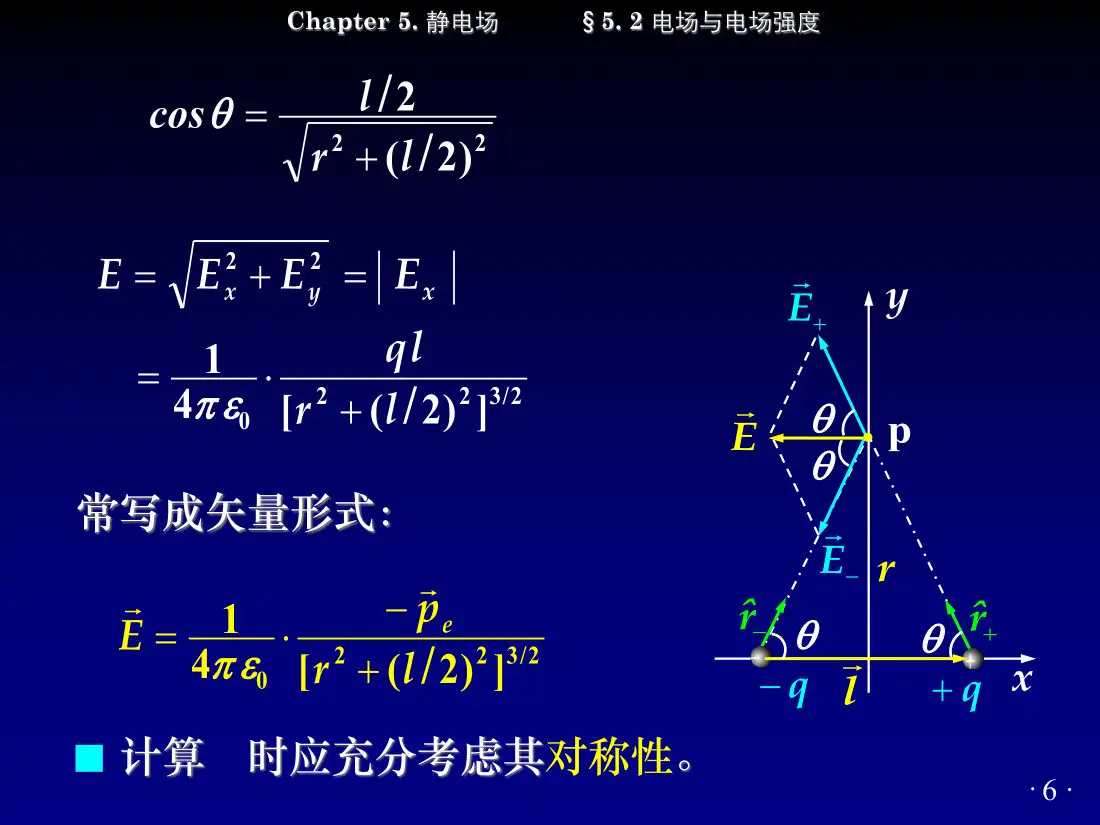 Chapter 5. 静电场 §5. 2 电场与电场强度
cosθ = l/2 / √(r² + (l/2)²)
E = √(E_x² + E_y²) = | E_x |
= 1/(4πε₀) · ql / [r² + (l/2)²]^{3/2}
常写成矢量形式:
E⃗ = 1/(4πε₀) · −p⃗_e / [r² + (l/2)²]^{3/2}
■ 计算 时应充分考虑其对称性。
E⃗₊
y
E⃗
θ
p
θ
E⃗₋
r
r̂₋
θ
θ
r̂₊
− q
l⃗
+ q
x
· 6 ·